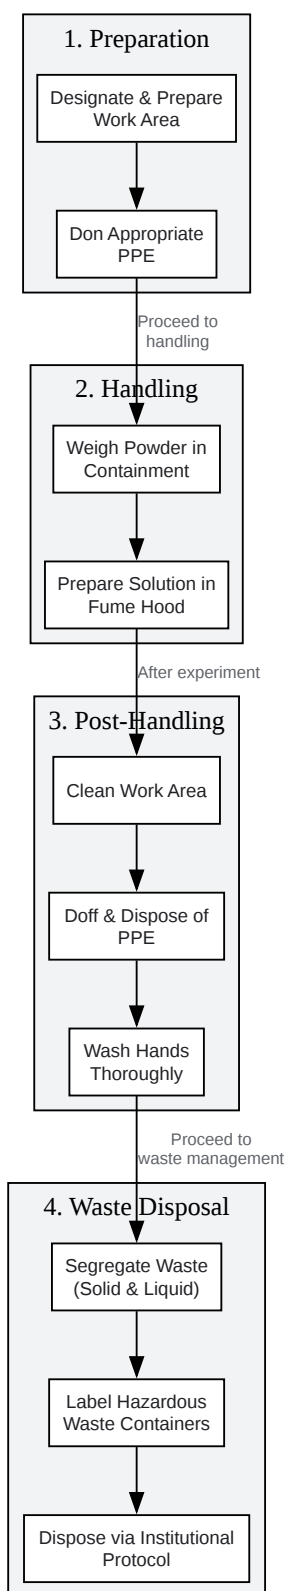 1. Preparation
Designate & Prepare
Work Area
Don Appropriate
PPE
Proceed to
handling
2. Handling
Weigh Powder in
Containment
Prepare Solution in
Fume Hood
After experiment
3. Post-Handling
Clean Work Area
Doff & Dispose of
PPE
Wash Hands
Thoroughly
Proceed to
waste management
4. Waste Disposal
Segregate Waste
(Solid & Liquid)
Label Hazardous
Waste Containers
Dispose via Institutional
Protocol